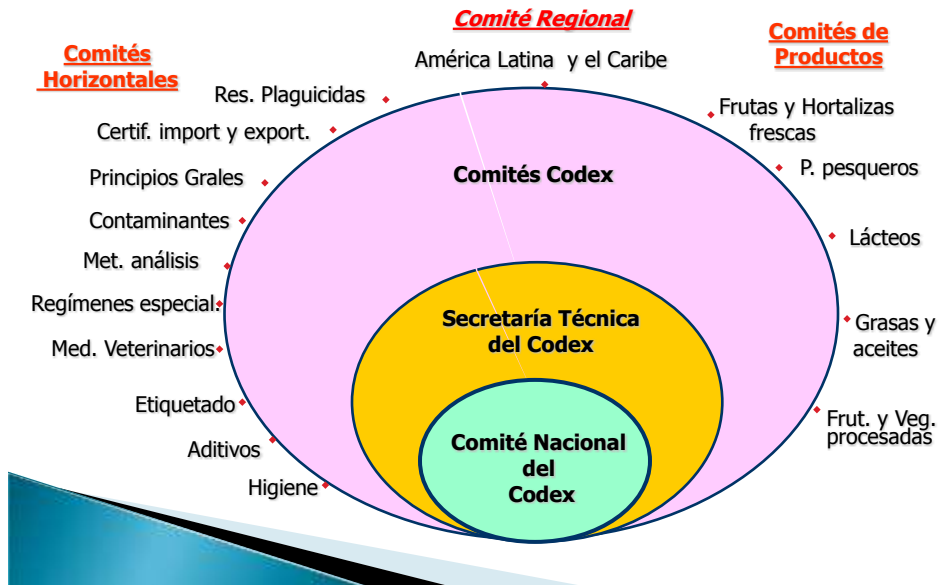 Comité Regional
América Latina  y el Caribe
Comités
Horizontales
Res. Plaguicidas
Certif. import y export.
Principios Grales
Contaminantes
Met. análisis
Regímenes especial.
Med. Veterinarios
Etiquetado
Aditivos
Higiene
Comités Codex
Secretaría Técnica
del Codex
Comité Nacional
del
Codex
Comités de
Productos
Frutas y Hortalizas
frescas
P. pesqueros
Lácteos
Grasas y
aceites
Frut. y Veg.
procesadas